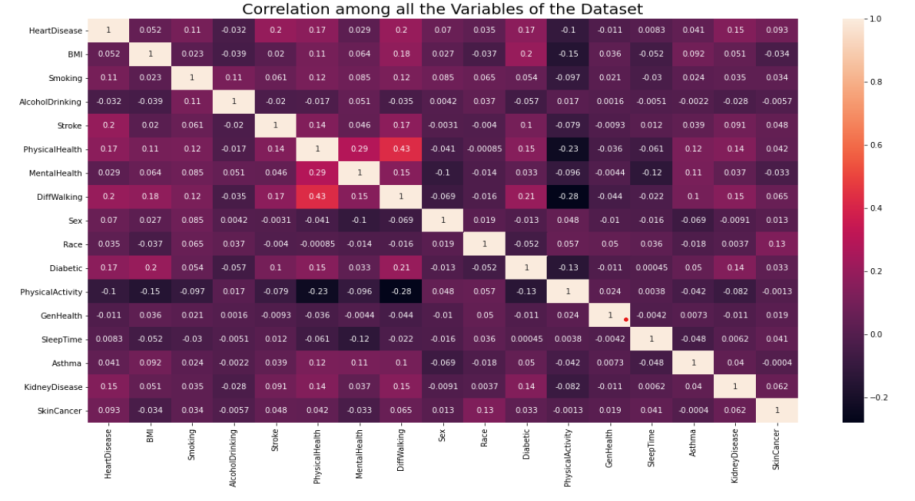 Correlation among all the Variables of the Dataset
HeartDisease 1 0.052 0.11 -0.032 0.2 0.17 0.029 0.2 0.07 0.035 0.17 -0.1 -0.011 0.0083 0.041 0.15 0.093
BMI 0.052 1 0.023 -0.039 0.02 0.11 0.064 0.18 0.027 -0.037 0.2 -0.15 0.036 -0.052 0.092 0.051 -0.034
Smoking 0.11 0.023 1 0.11 0.061 0.12 0.085 0.12 0.085 0.065 0.054 -0.097 0.021 -0.03 0.024 0.035 0.034
AlcoholDrinking -0.032 -0.039 0.11 1 -0.02 -0.017 0.051 -0.035 0.0042 0.037 -0.057 0.017 0.0016 -0.0051 -0.0022 -0.028 -0.0057
Stroke 0.2 0.02 0.061 -0.02 1 0.14 0.046 0.17 -0.0031 -0.004 0.1 -0.079 -0.0093 0.012 0.039 0.091 0.048
PhysicalHealth 0.17 0.11 0.12 -0.017 0.14 1 0.29 0.43 -0.041 -0.00085 0.15 -0.23 -0.036 -0.061 0.12 0.14 0.042
MentalHealth 0.029 0.064 0.085 0.051 0.046 0.29 1 0.15 -0.1 -0.014 0.033 -0.096 -0.0044 -0.12 0.11 0.037 -0.033
DiffWalking 0.2 0.18 0.12 -0.035 0.17 0.43 0.15 1 -0.069 -0.016 0.21 -0.28 -0.044 -0.022 0.1 0.15 0.065
Sex 0.07 0.027 0.085 0.0042 -0.0031 -0.041 -0.1 -0.069 1 0.019 -0.013 0.048 -0.01 -0.016 -0.069 -0.0091 0.013
Race 0.035 -0.037 0.065 0.037 -0.004 -0.00085 -0.014 -0.016 0.019 1 -0.052 0.057 0.05 0.036 -0.018 0.0037 0.13
Diabetic 0.17 0.2 0.054 -0.057 0.1 0.15 0.033 0.21 -0.013 -0.052 1 -0.13 -0.011 0.00045 0.05 0.14 0.033
PhysicalActivity -0.1 -0.15 -0.097 0.017 -0.079 -0.23 -0.096 -0.28 0.048 0.057 -0.13 1 0.024 0.0038 -0.042 -0.082 -0.0013
GenHealth -0.011 0.036 0.021 0.0016 -0.0093 -0.036 -0.0044 -0.044 -0.01 0.05 -0.011 0.024 1 -0.0042 0.0073 -0.011 0.019
SleepTime 0.0083 -0.052 -0.03 -0.0051 0.012 -0.061 -0.12 -0.022 -0.016 0.036 0.00045 0.0038 -0.0042 1 -0.048 0.0062 0.041
Asthma 0.041 0.092 0.024 -0.0022 0.039 0.12 0.11 0.1 -0.069 -0.018 0.05 -0.042 0.0073 -0.048 1 0.04 -0.0004
KidneyDisease 0.15 0.051 0.035 -0.028 0.091 0.14 0.037 0.15 -0.0091 0.0037 0.14 -0.082 -0.011 0.0062 0.04 1 0.062
SkinCancer 0.093 -0.034 0.034 -0.0057 0.048 0.042 -0.033 0.065 0.013 0.13 0.033 -0.0013 0.019 0.041 -0.0004 0.062 1
HeartDisease
BMI
Smoking
AlcoholDrinking
Stroke
PhysicalHealth
MentalHealth
DiffWalking
Sex
Race
Diabetic
PhysicalActivity
GenHealth
SleepTime
Asthma
KidneyDisease
SkinCancer
1.0
0.8
0.6
0.4
0.2
0.0
−0.2